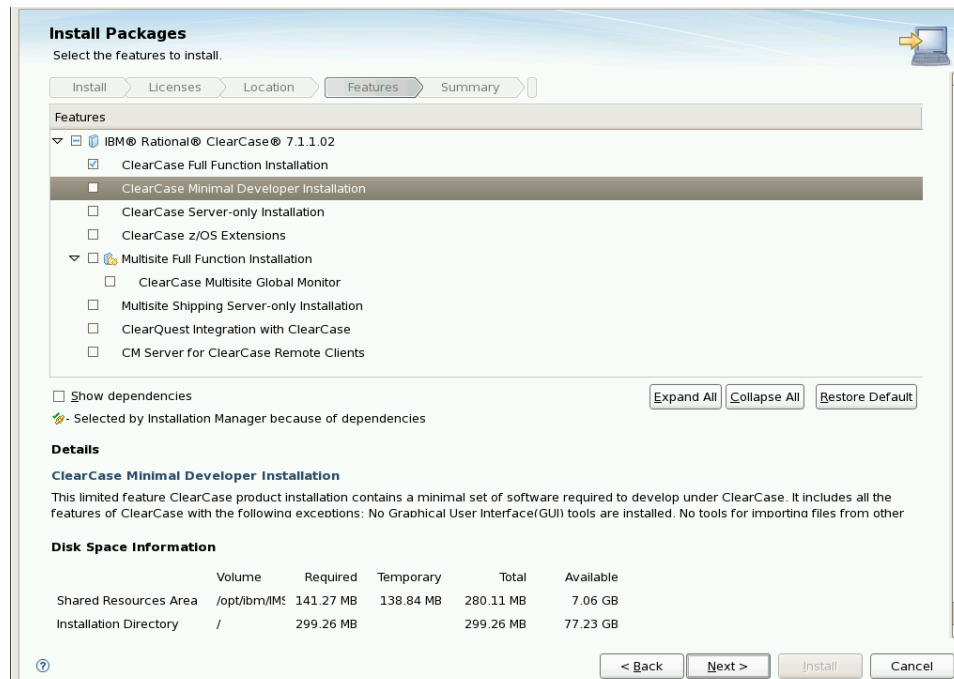 Install Packages
Select the features to install.
Install Licenses Location Features Summary
Features
IBM® Rational® ClearCase® 7.1.1.02
ClearCase Full Function Installation
ClearCase Minimal Developer Installation
ClearCase Server-only Installation
ClearCase z/OS Extensions
Multisite Full Function Installation
ClearCase Multisite Global Monitor
Multisite Shipping Server-only Installation
ClearQuest Integration with ClearCase
CM Server for ClearCase Remote Clients
Show dependencies Expand All Collapse All Restore Default
- Selected by Installation Manager because of dependencies
Details
ClearCase Minimal Developer Installation
This limited feature ClearCase product installation contains a minimal set of software required to develop under ClearCase. It includes all the
features of ClearCase with the following exceptions: No Graphical User Interface(GUI) tools are installed. No tools for importing files from other
Disk Space Information
Volume Required Temporary Total Available
Shared Resources Area /opt/ibm/IMS 141.27 MB 138.84 MB 280.11 MB 7.06 GB
Installation Directory / 299.26 MB 299.26 MB 77.23 GB
? < Back Next > Install Cancel